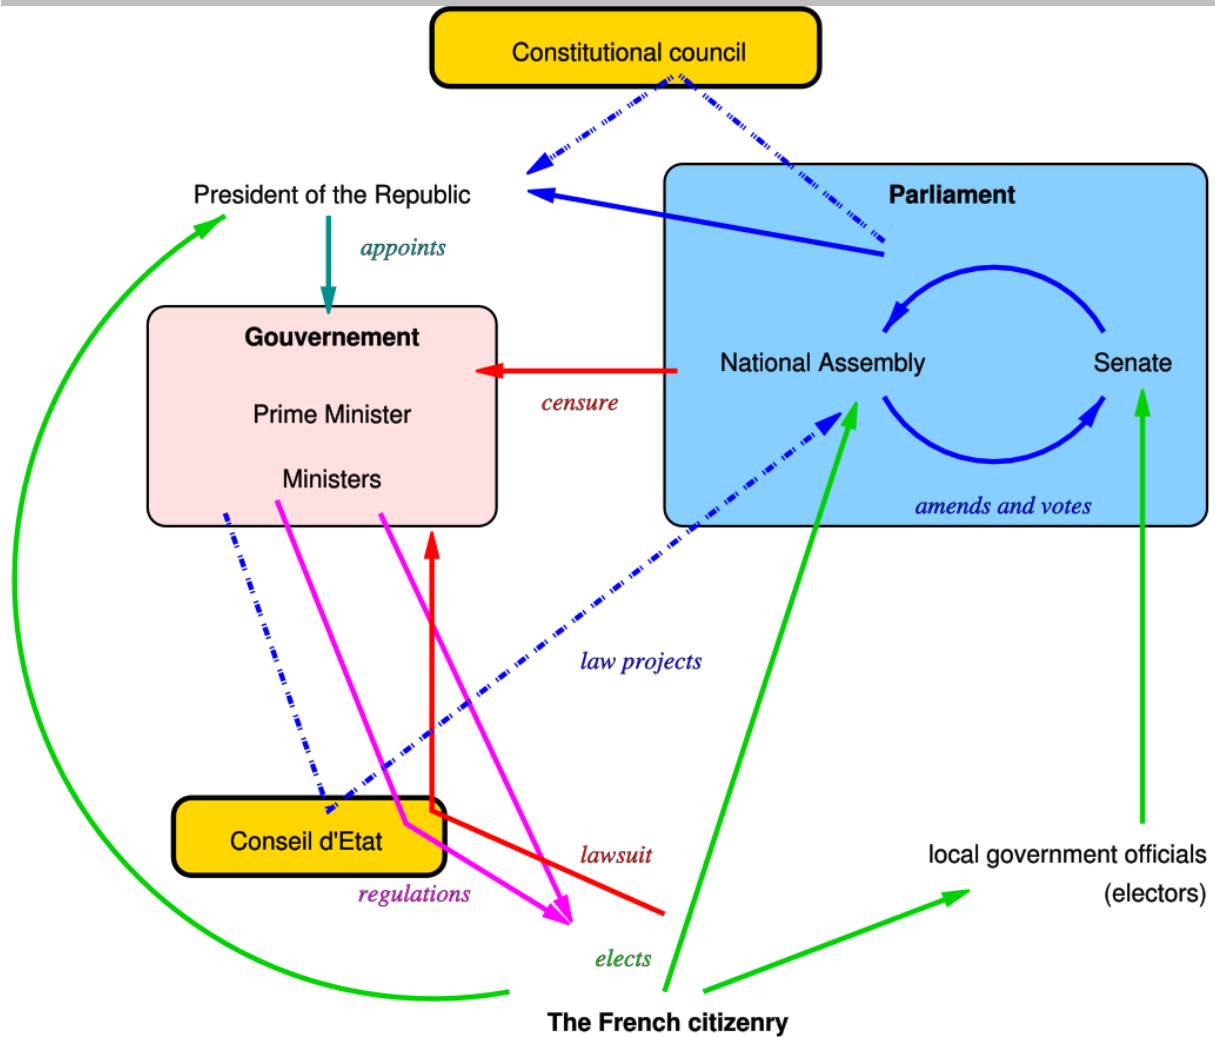 Constitutional council
President of the Republic
Parliament
appoints
Gouvernement
National Assembly
Senate
censure
Prime Minister
Ministers
amends and votes
law projects
Conseil d'Etat
lawsuit
local government officials
(electors)
regulations
elects
The French citizenry